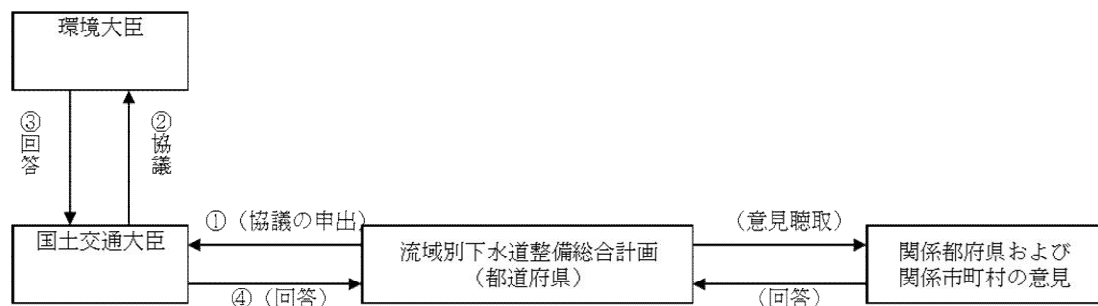 環境大臣
③回答
②協議
国土交通大臣
①（協議の申出）
④（回答）
流域別下水道整備総合計画
（都道府県）
（意見聴取）
（回答）
関係都府県および
関係市町村の意見